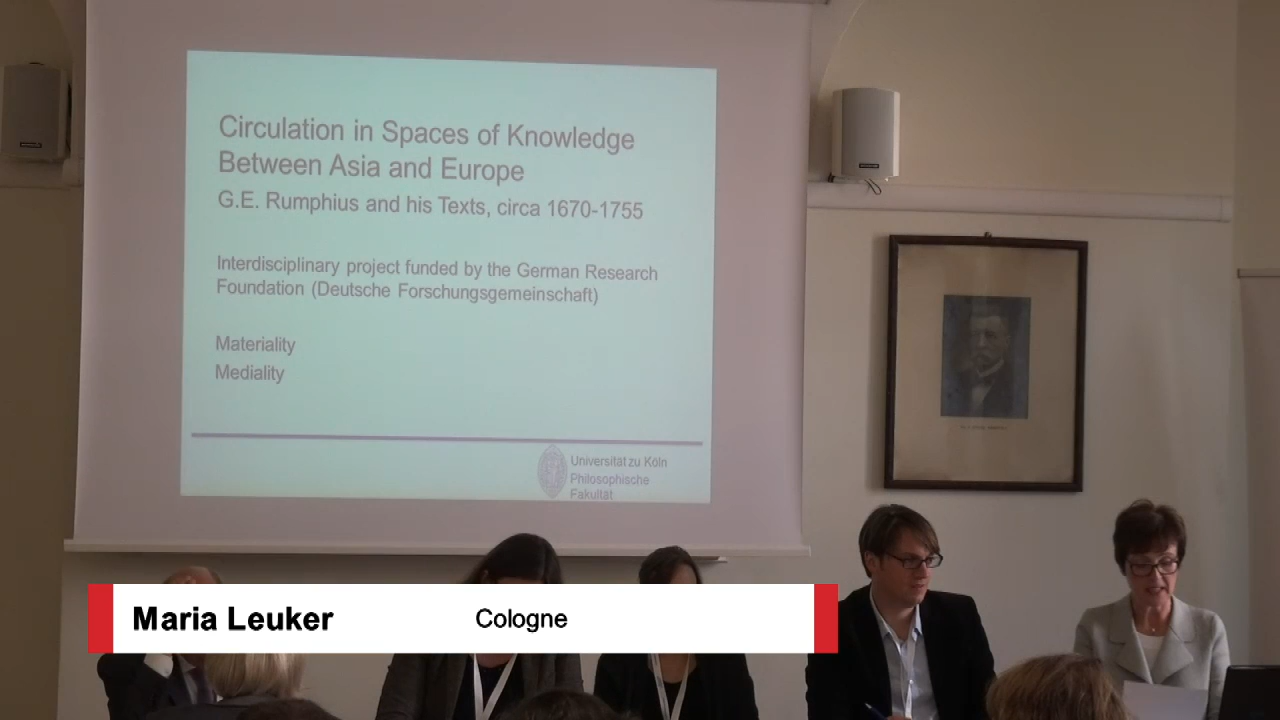 Circulation in Spaces of Knowledge
Between Asia and Europe
G.E. Rumphius and his Texts, circa 1670-1755
Interdisciplinary project funded by the German Research
Foundation (Deutsche Forschungsgemeinschaft)
Materiality
Mediality
Universität zu Köln
Philosophische
Fakultät
Maria Leuker Cologne